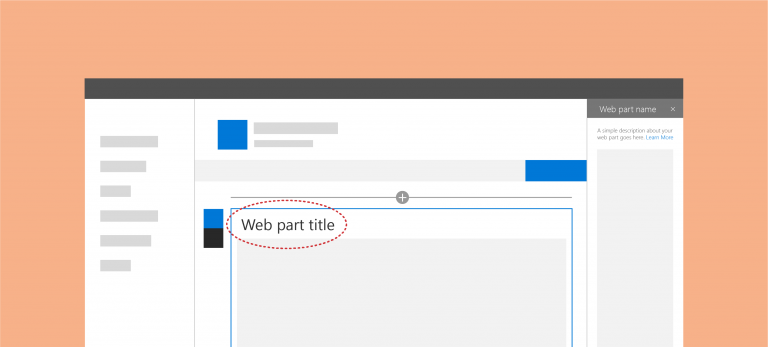 Web part name
A simple description about your
web part goes here. Learn More
Web part title